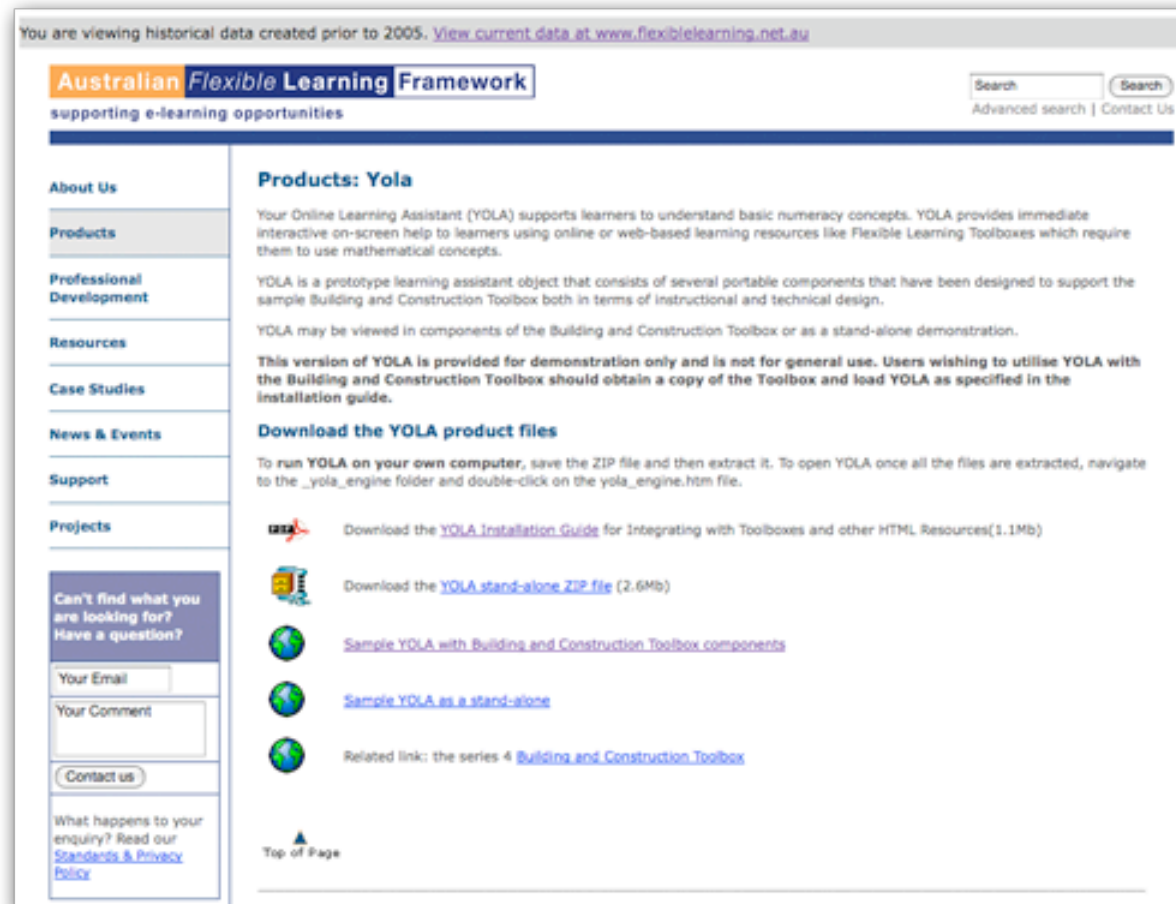 You are viewing historical data created prior to 2005. View current data at www.flexiblelearning.net.au
Australian Flexible Learning Framework
supporting e-learning opportunities
Search Search
Advanced search | Contact Us
About Us
Products
Professional
Development
Resources
Case Studies
News & Events
Support
Projects
Can't find what you
are looking for?
Have a question?
Your Email
Your Comment
Contact us
What happens to your
enquiry? Read our
Standards & Privacy
Policy
Products: Yola
Your Online Learning Assistant (YOLA) supports learners to understand basic numeracy concepts. YOLA provides immediate
interactive on-screen help to learners using online or web-based learning resources like Flexible Learning Toolboxes which require
them to use mathematical concepts.
YOLA is a prototype learning assistant object that consists of several portable components that have been designed to support the
sample Building and Construction Toolbox both in terms of instructional and technical design.
YOLA may be viewed in components of the Building and Construction Toolbox or as a stand-alone demonstration.
This version of YOLA is provided for demonstration only and is not for general use. Users wishing to utilise YOLA with
the Building and Construction Toolbox should obtain a copy of the Toolbox and load YOLA as specified in the
installation guide.
Download the YOLA product files
To run YOLA on your own computer, save the ZIP file and then extract it. To open YOLA once all the files are extracted, navigate
to the _yola_engine folder and double-click on the yola_engine.htm file.
Download the YOLA Installation Guide for Integrating with Toolboxes and other HTML Resources(1.1Mb)
Download the YOLA stand-alone ZIP file (2.6Mb)
Sample YOLA with Building and Construction Toolbox components
Sample YOLA as a stand-alone
Related link: the series 4 Building and Construction Toolbox
Top of Page